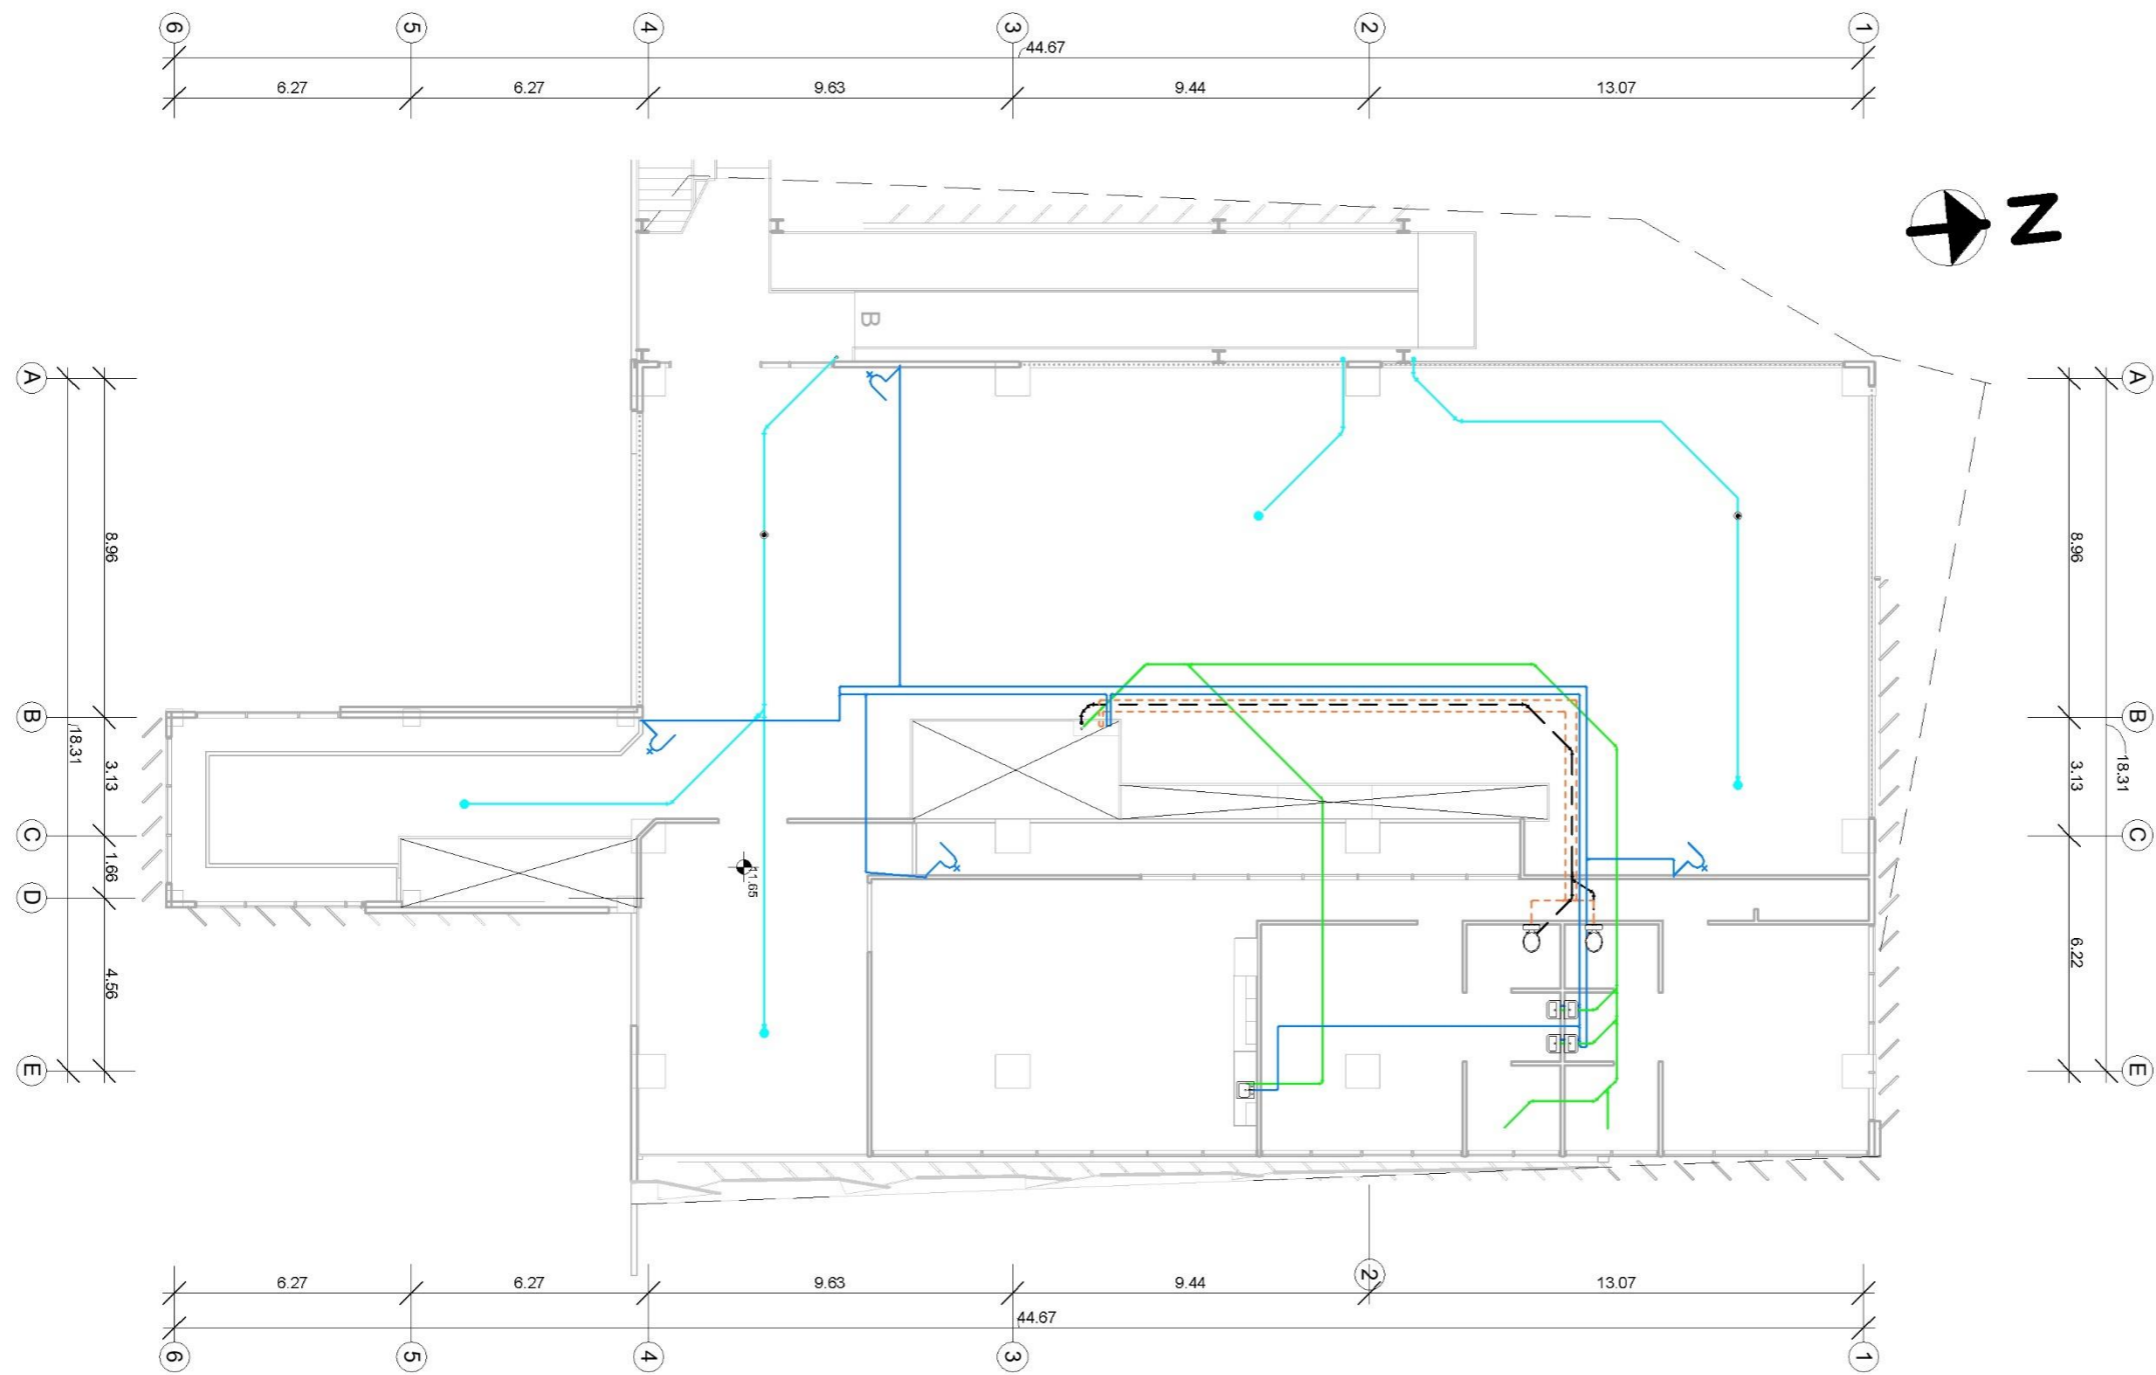 6 5 4 3 2 1
44.67
6.27 6.27 9.63 9.44 13.07
N
B
A A
8.96 8.96
B B
18.31 3.13 3.13 18.31
C C
1.66
11.65
D
4.56 6.22
E E
2
6.27 6.27 9.63 9.44 13.07
44.67
6 5 4 3 1